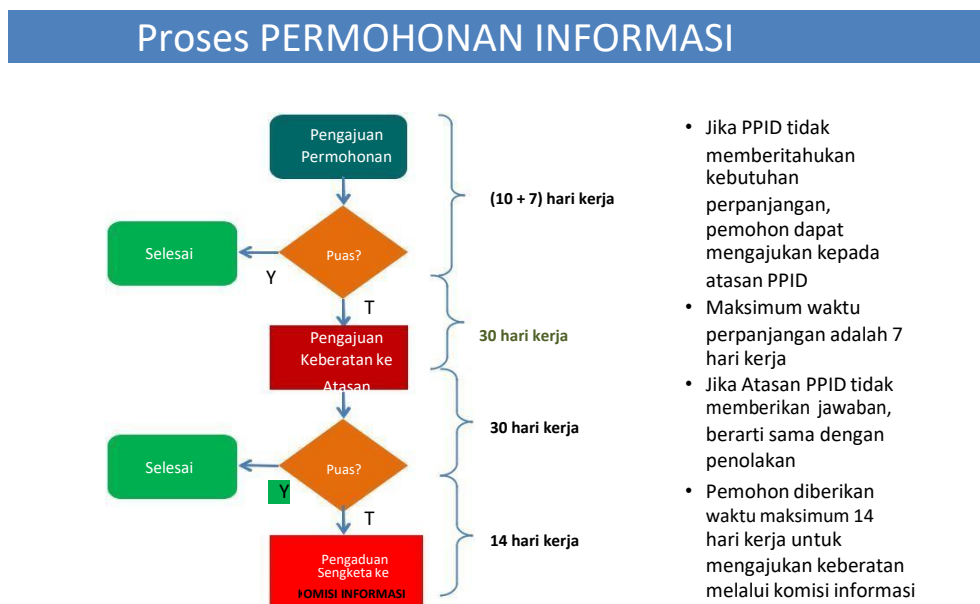 Proses PERMOHONAN INFORMASI
Pengajuan
Permohonan
(10 + 7) hari kerja
Selesai
Puas?
Y
T
Pengajuan
Keberatan ke
Atasan
30 hari kerja
30 hari kerja
Selesai
Puas?
Y
T
Pengaduan
Sengketa ke
KOMISI INFORMASI
14 hari kerja
• Jika PPID tidak
memberitahukan
kebutuhan
perpanjangan,
pemohon dapat
mengajukan kepada
atasan PPID
• Maksimum waktu
perpanjangan adalah 7
hari kerja
• Jika Atasan PPID tidak
memberikan jawaban,
berarti sama dengan
penolakan
• Pemohon diberikan
waktu maksimum 14
hari kerja untuk
mengajukan keberatan
melalui komisi informasi